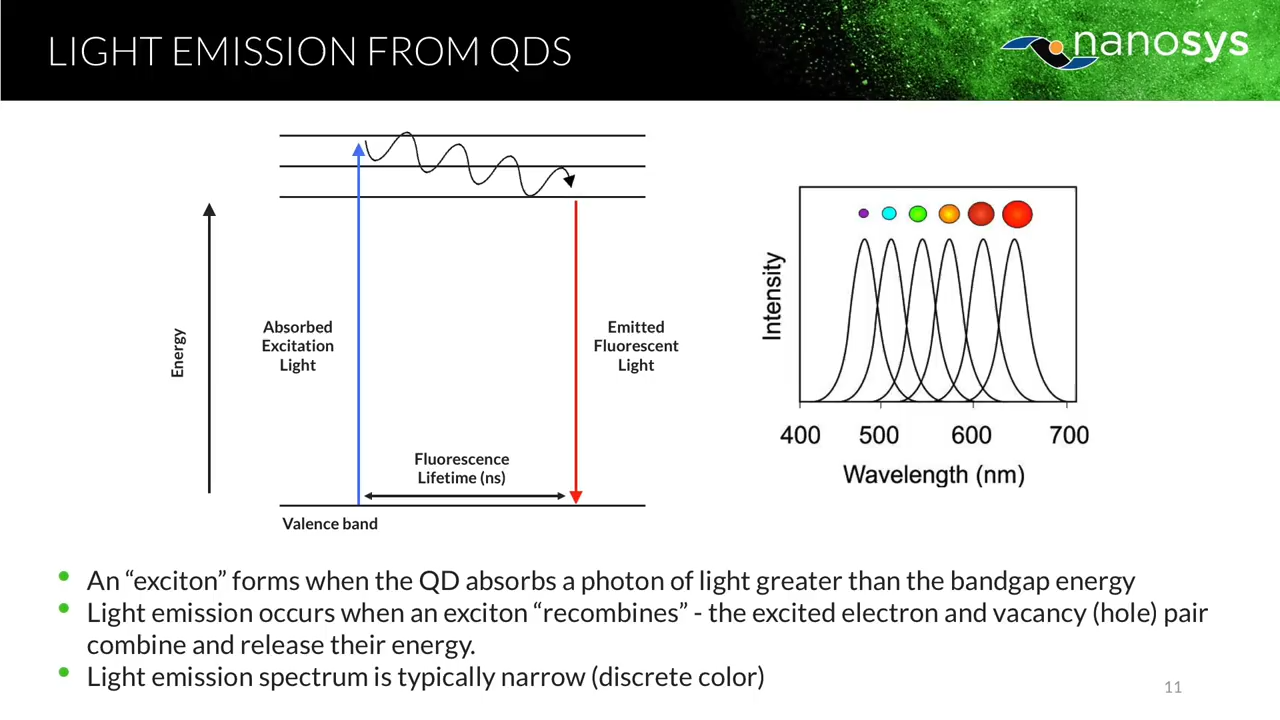 LIGHT EMISSION FROM QDS
nanosys
Energy
Absorbed
Excitation
Light
Emitted
Fluorescent
Light
Fluorescence
Lifetime (ns)
Valence band
Intensity
400 500 600 700
Wavelength (nm)
• An “exciton” forms when the QD absorbs a photon of light greater than the bandgap energy
• Light emission occurs when an exciton “recombines” - the excited electron and vacancy (hole) pair
combine and release their energy.
• Light emission spectrum is typically narrow (discrete color)
11